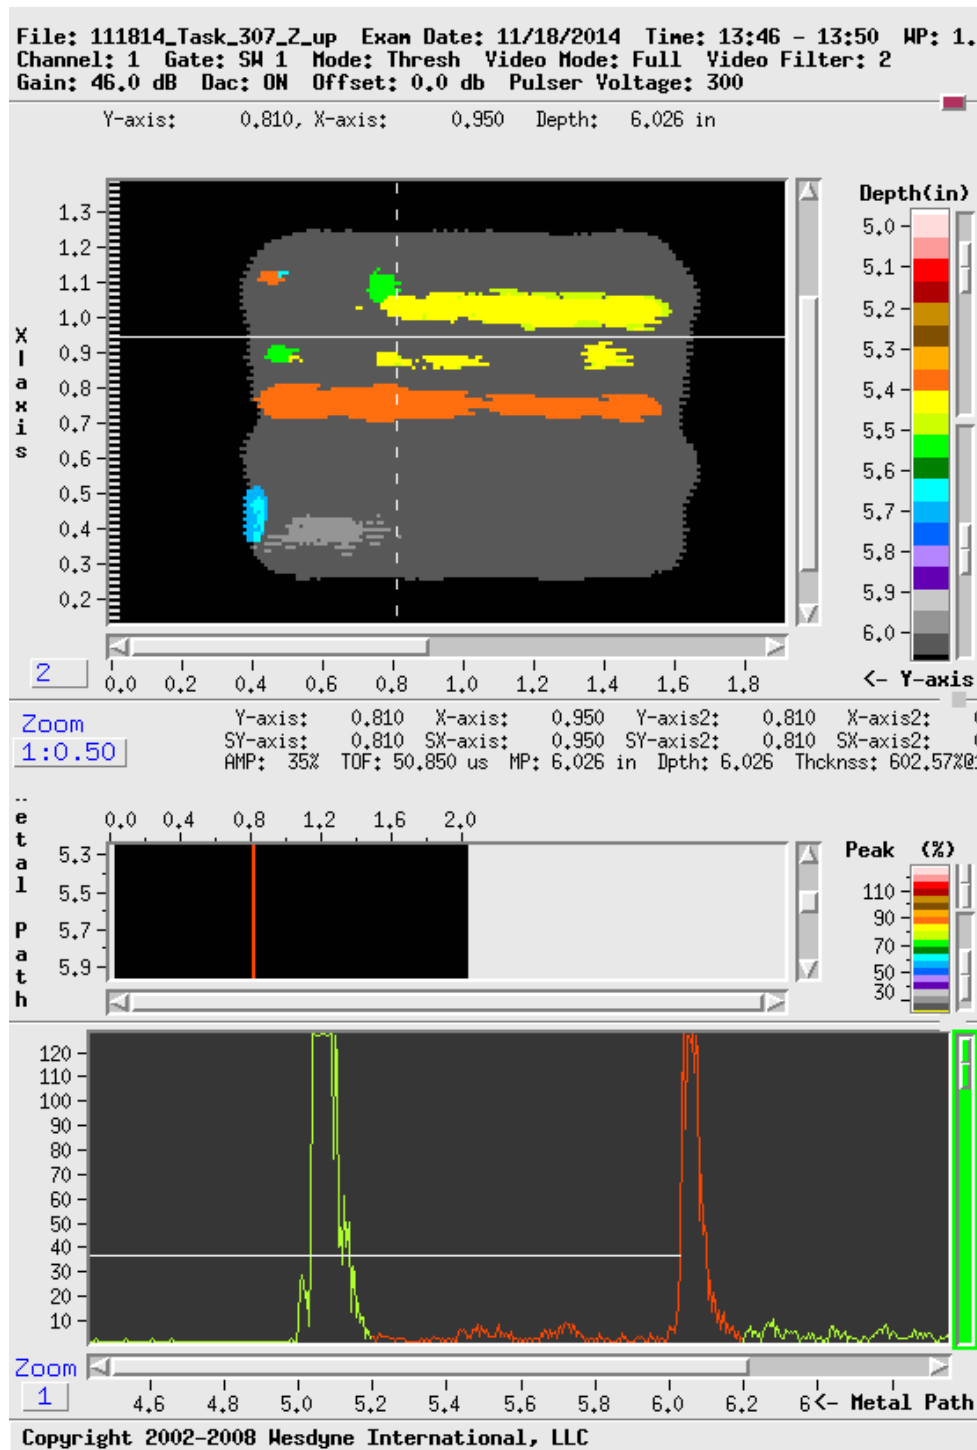 File: 111814_Task_307_Z_up Exam Date: 11/18/2014 Time: 13:46 - 13:50 WP: 1.
Channel: 1 Gate: SW 1 Mode: Thresh Video Mode: Full Video Filter: 2
Gain: 46.0 dB Dac: ON Offset: 0.0 db Pulser Voltage: 300
Y-axis: 0.810, X-axis: 0.950 Depth: 6.026 in
Depth(in)
1.3
1.2
1.1
1.0
0.9
0.8
0.7
0.6
0.5
0.4
0.3
0.2
X-axis
5.0
5.1
5.2
5.3
5.4
5.5
5.6
5.7
5.8
5.9
6.0
2
0.0 0.2 0.4 0.6 0.8 1.0 1.2 1.4 1.6 1.8
<- Y-axis
Zoom
1:0.50
Y-axis: 0.810 X-axis: 0.950 Y-axis2: 0.810 X-axis2:
SY-axis: 0.810 SX-axis: 0.950 SY-axis2: 0.810 SX-axis2:
AMP: 35% TOF: 50.850 us MP: 6.026 in Dpth: 6.026 Thcknss: 602.57%@
etal Path
0.0 0.4 0.8 1.2 1.6 2.0
5.3
5.5
5.7
5.9
Peak (%)
110
90
70
50
30
120
110
100
90
80
70
60
50
40
30
20
10
Zoom
1
4.6 4.8 5.0 5.2 5.4 5.6 5.8 6.0 6.2 6
<- Metal Path
Copyright 2002-2008 Wesdyne International, LLC